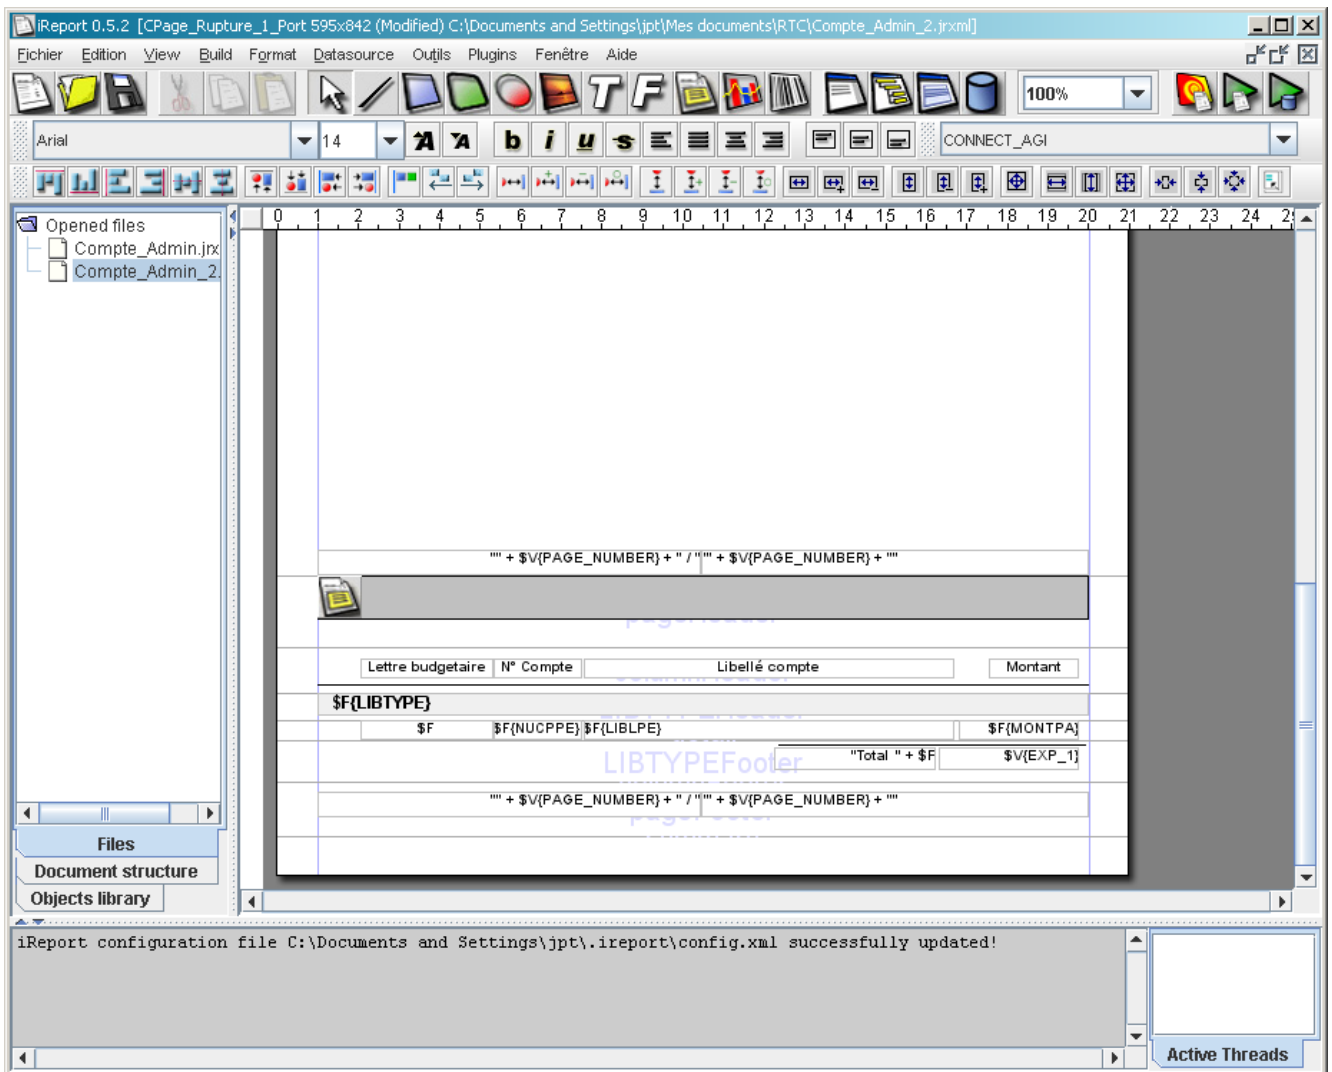 iReport 0.5.2 [CPage_Rupture_1_Port 595x842 (Modified) C:\Documents and Settings\jpt\Mes documents\RTC\Compte_Admin_2.jrxml]
Fichier Edition View Build Format Datasource Outils Plugins Fenêtre Aide
T F 100%
Arial 14 A A b i u s CONNECT_AGI
Opened files
Compte_Admin.jrx
Compte_Admin_2.
0 1 2 3 4 5 6 7 8 9 10 11 12 13 14 15 16 17 18 19 20 21 22 23 24
"" + $V{PAGE_NUMBER} + " / " "" + $V{PAGE_NUMBER} + ""
pageHeader
Lettre budgetaire N° Compte Libellé compte Montant
columnHeader
$F{LIBTYPE}
LIBTYPEHeader
$F $F{NUCPPE} $F{LIBLPE} $F{MONTPA}
detail
"Total " + $F $V{EXP_1}
LIBTYPEFooter
"" + $V{PAGE_NUMBER} + " / " "" + $V{PAGE_NUMBER} + ""
pageFooter
Files
Document structure
Objects library
iReport configuration file C:\Documents and Settings\jpt\.ireport\config.xml successfully updated!
Active Threads